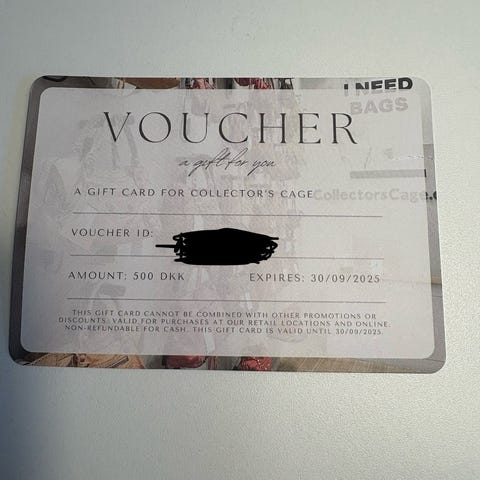 I NEED
BAGS
VOUCHER
a gift for you
A GIFT CARD FOR COLLECTOR'S CAGE
CollectorsCage.c
VOUCHER ID:
AMOUNT: 500 DKK EXPIRES: 30/09/2025
THIS GIFT CARD CANNOT BE COMBINED WITH OTHER PROMOTIONS OR
DISCOUNTS. VALID FOR PURCHASES AT OUR RETAIL LOCATIONS AND ONLINE.
NON-REFUNDABLE FOR CASH. THIS GIFT CARD IS VALID UNTIL 30/09/2025.